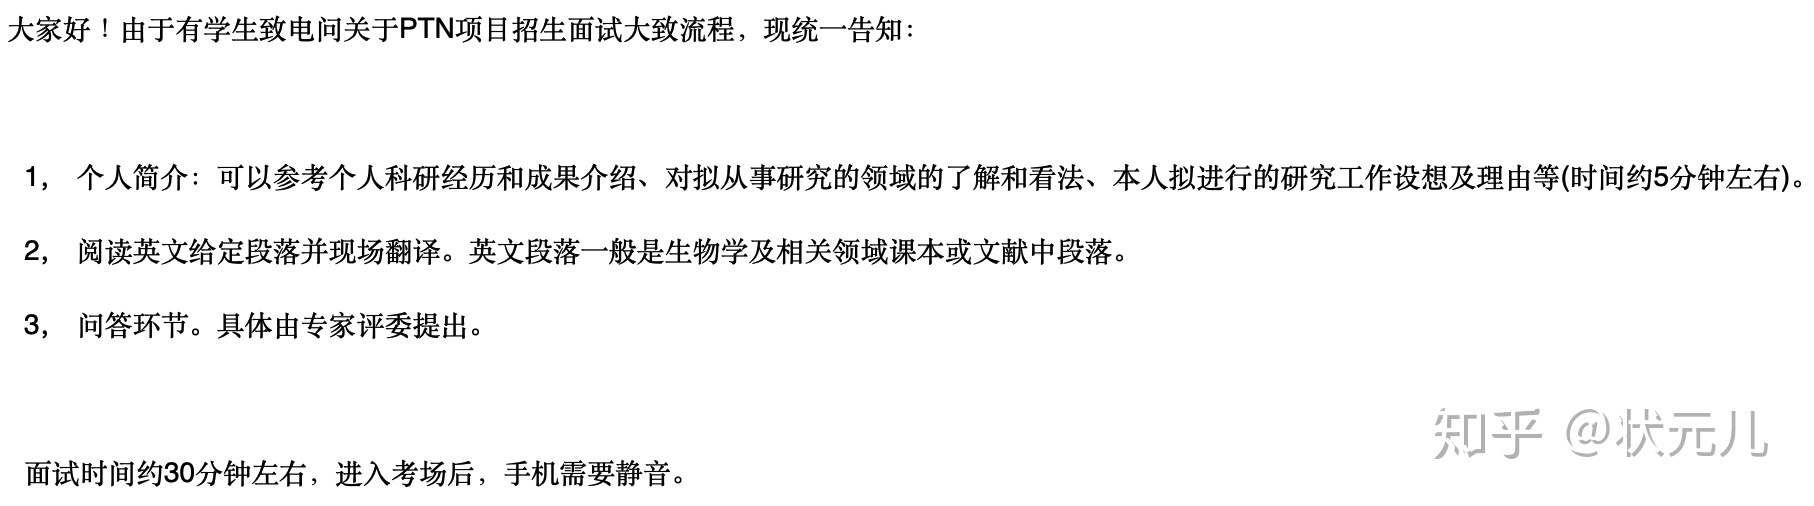 大家好！由于有学生致电问关于PTN项目招生面试大致流程，现统一告知：
1， 个人简介：可以参考个人科研经历和成果介绍、对拟从事研究的领域的了解和看法、本人拟进行的研究工作设想及理由等(时间约5分钟左右)。
2， 阅读英文给定段落并现场翻译。英文段落一般是生物学及相关领域课本或文献中段落。
3， 问答环节。具体由专家评委提出。
知乎 @状元儿
面试时间约30分钟左右，进入考场后，手机需要静音。